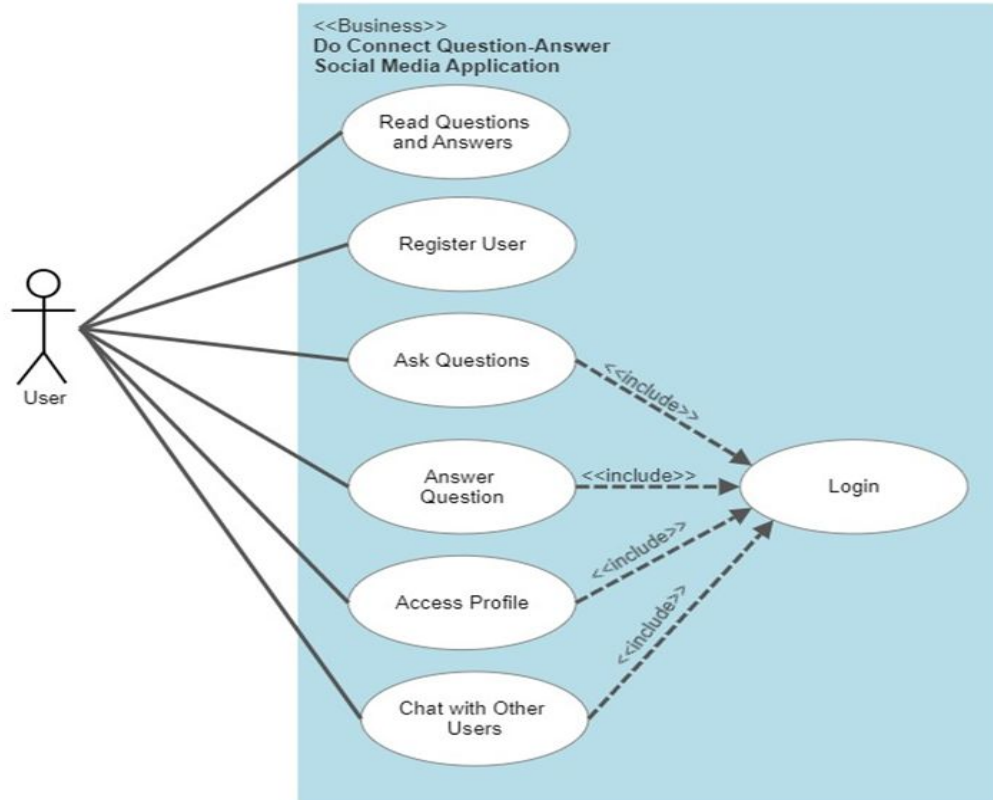 <<Business>>
Do Connect Question-Answer
Social Media Application
Read Questions
and Answers
Register User
User
Ask Questions
<<include>>
Answer
Question
<<include>>
Login
Access Profile
<<include>>
Chat with Other
Users
<<include>>